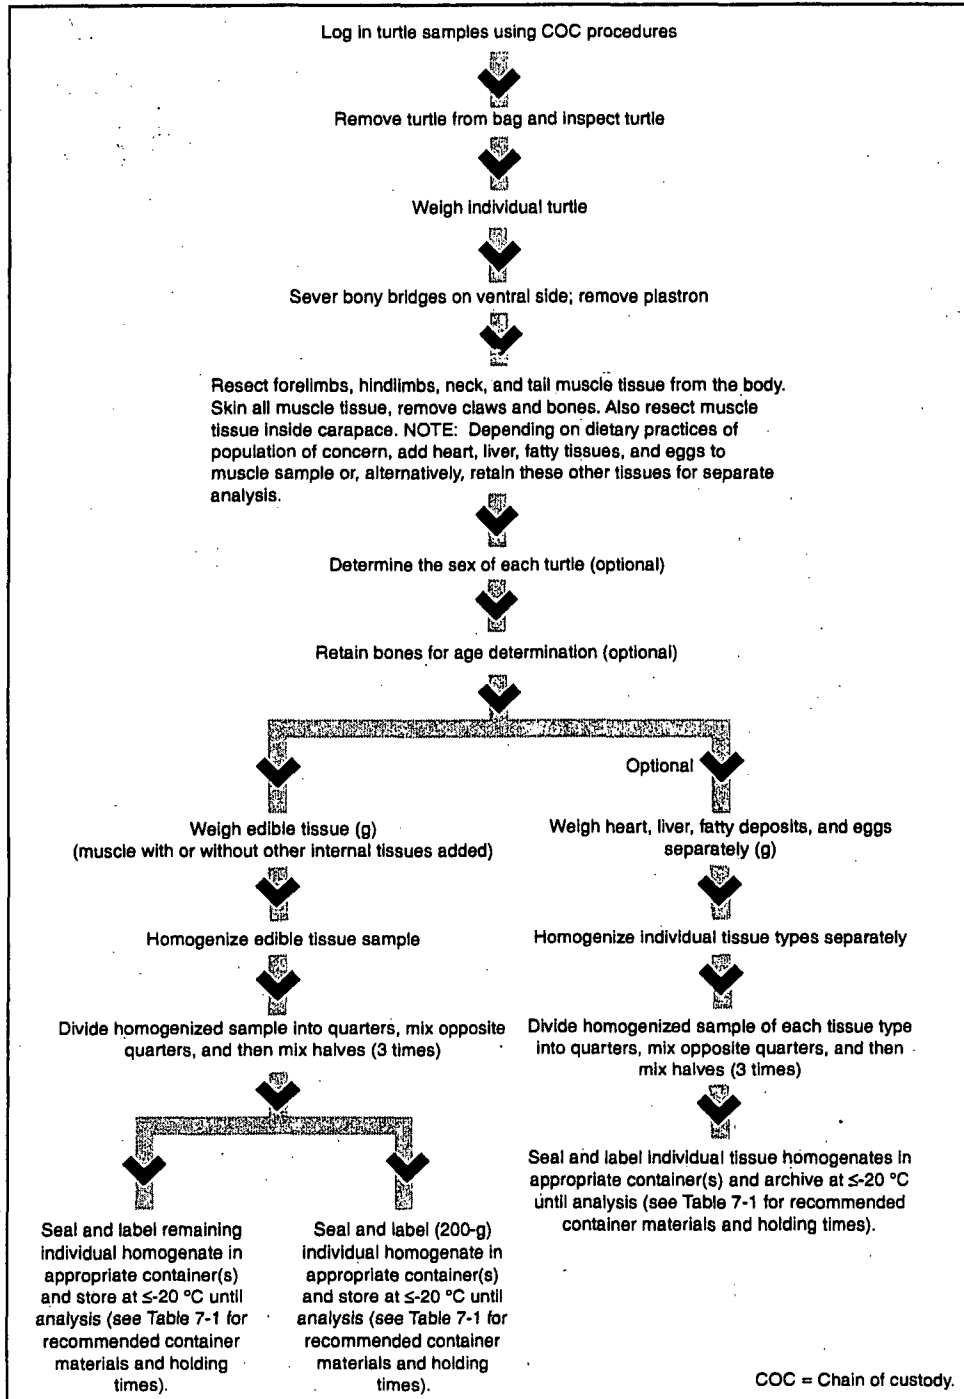 Log in turtle samples using COC procedures
Remove turtle from bag and inspect turtle
Weigh individual turtle
Sever bony bridges on ventral side; remove plastron
Resect forelimbs, hindlimbs, neck, and tail muscle tissue from the body.
Skin all muscle tissue, remove claws and bones. Also resect muscle
tissue inside carapace. NOTE: Depending on dietary practices of
population of concern, add heart, liver, fatty tissues, and eggs to
muscle sample or, alternatively, retain these other tissues for separate
analysis.
Determine the sex of each turtle (optional)
Retain bones for age determination (optional)
Weigh edible tissue (g)
(muscle with or without other internal tissues added)
Homogenize edible tissue sample
Divide homogenized sample into quarters, mix opposite
quarters, and then mix halves (3 times)
Seal and label remaining
individual homogenate in
appropriate container(s)
and store at ≤-20 °C until
analysis (see Table 7-1 for
recommended container
materials and holding
times).
Seal and label (200-g)
individual homogenate in
appropriate container(s)
and store at ≤-20 °C until
analysis (see Table 7-1 for
recommended container
materials and holding
times).
Optional
Weigh heart, liver, fatty deposits, and eggs
separately (g)
Homogenize individual tissue types separately
Divide homogenized sample of each tissue type
into quarters, mix opposite quarters, and then
mix halves (3 times)
Seal and label individual tissue homogenates in
appropriate container(s) and archive at ≤-20 °C
until analysis (see Table 7-1 for recommended
container materials and holding times).
COC = Chain of custody.